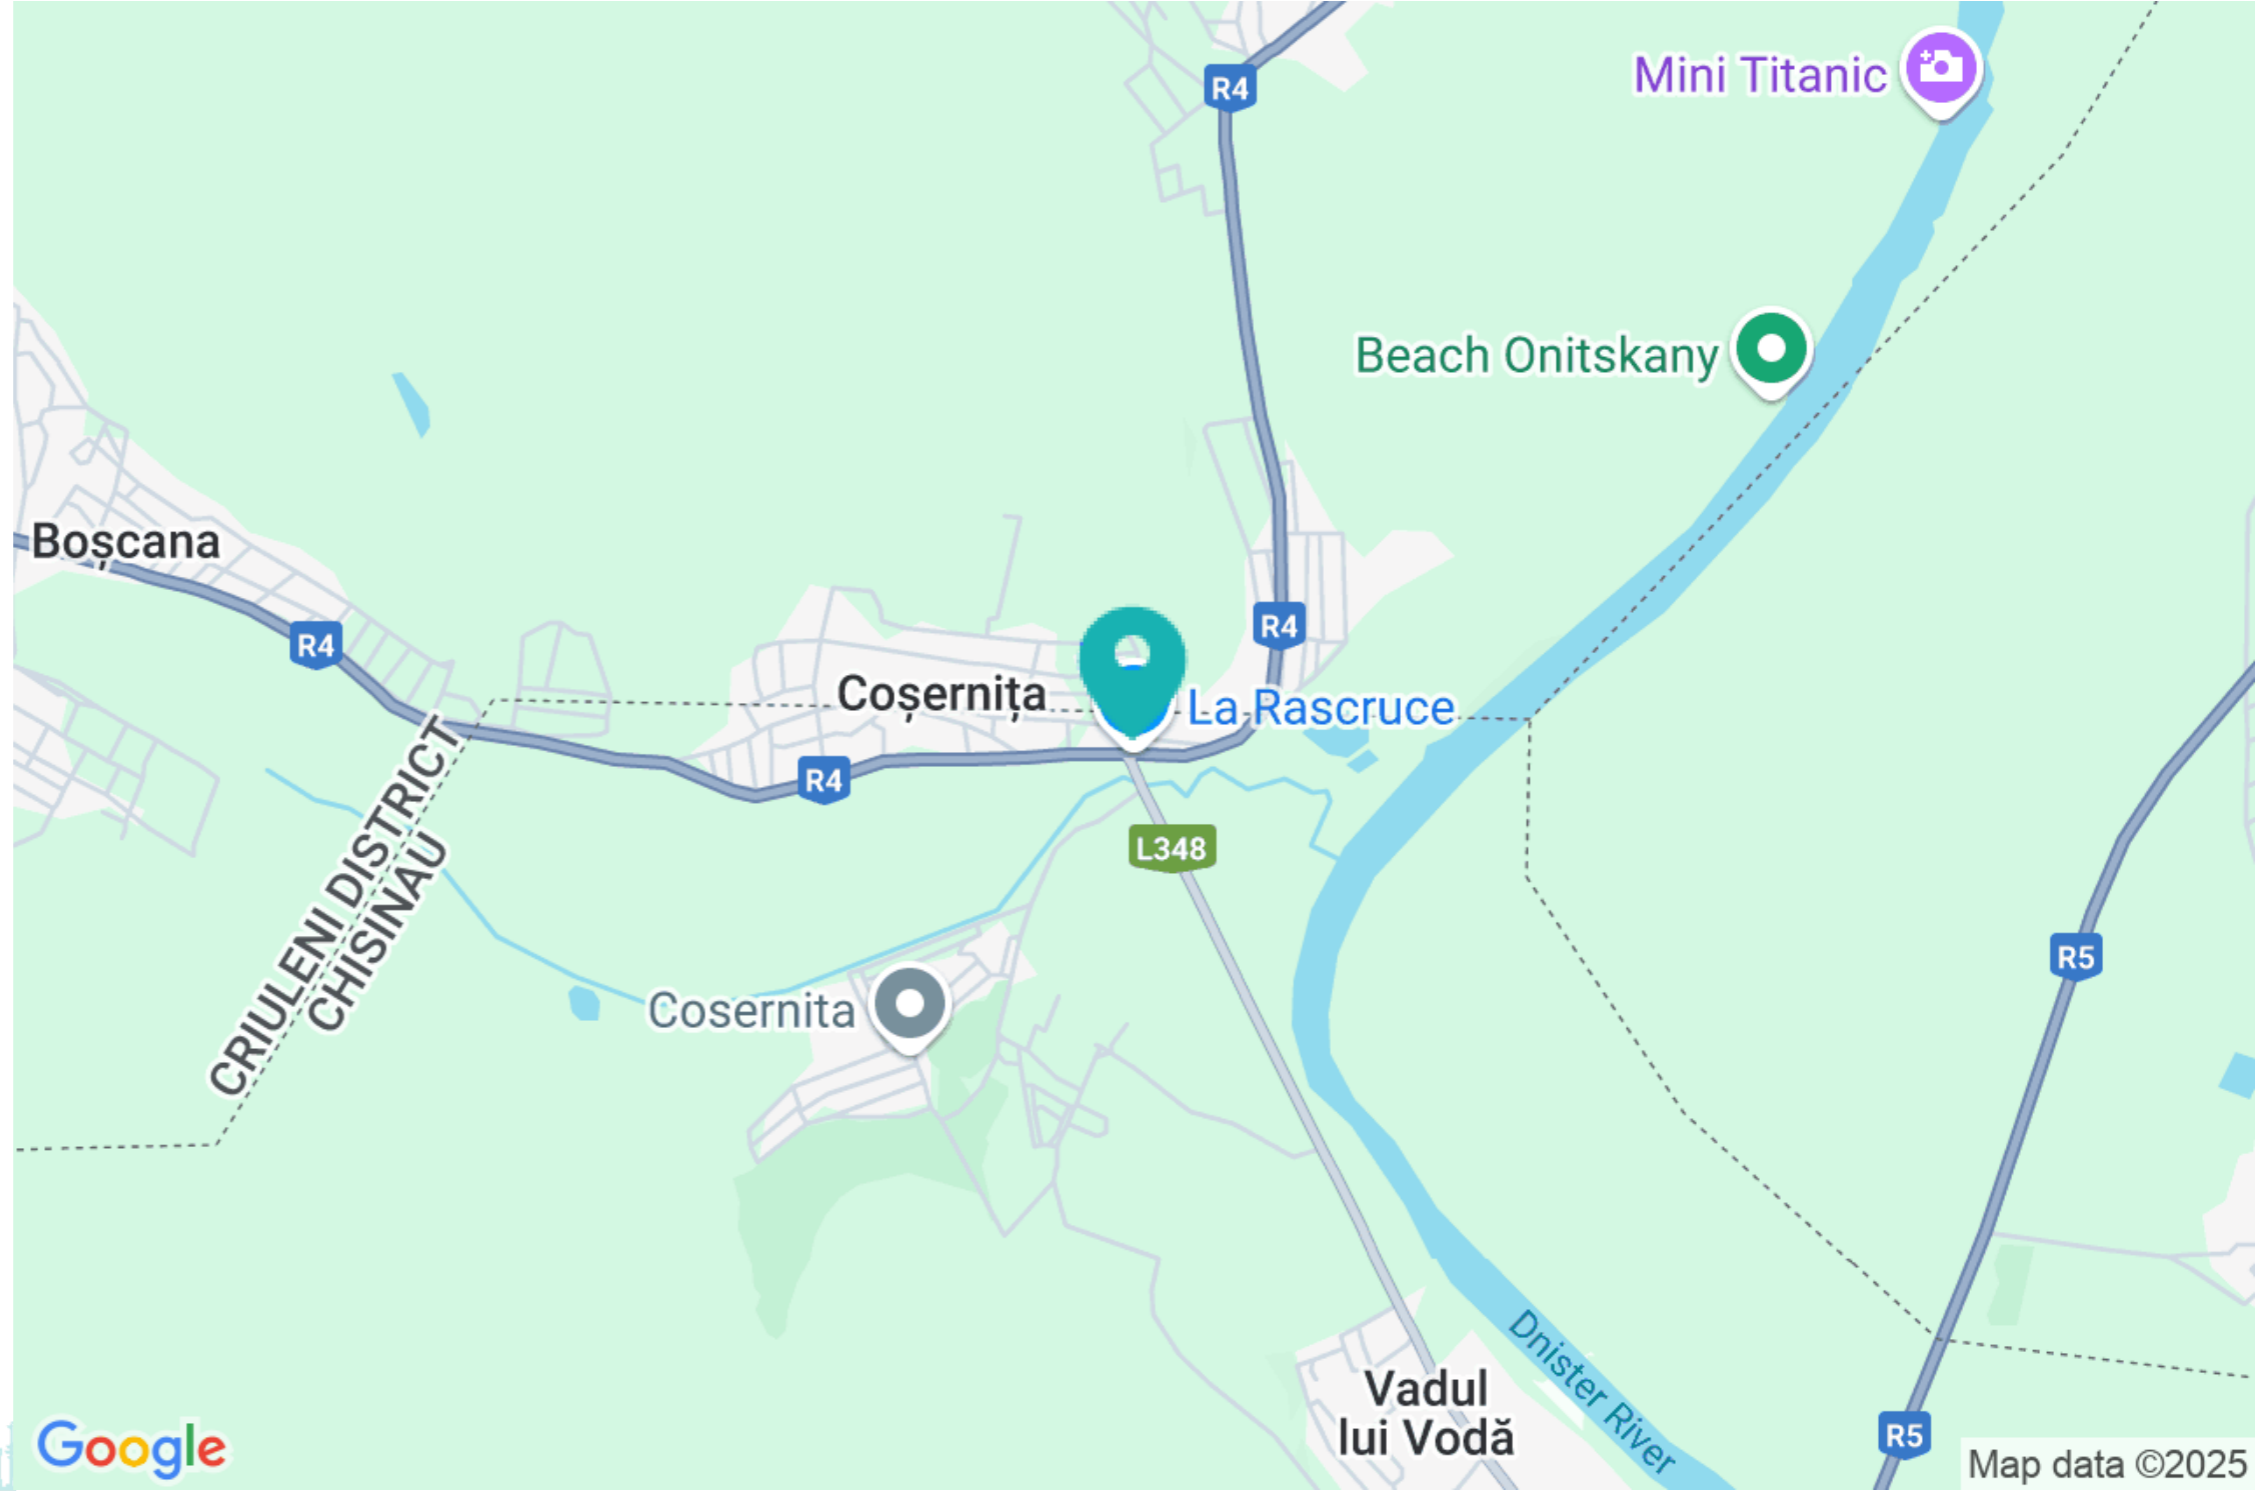 R4
Mini Titanic
Beach Onitskany
Boșcana
R4
R4
Coșernița
La Rascruce
R4
L348
CRIULENI DISTRICT
CHISINAU
R5
Cosernita
Dnister River
Vadul
lui Vodă
R5
Google
Map data ©2025